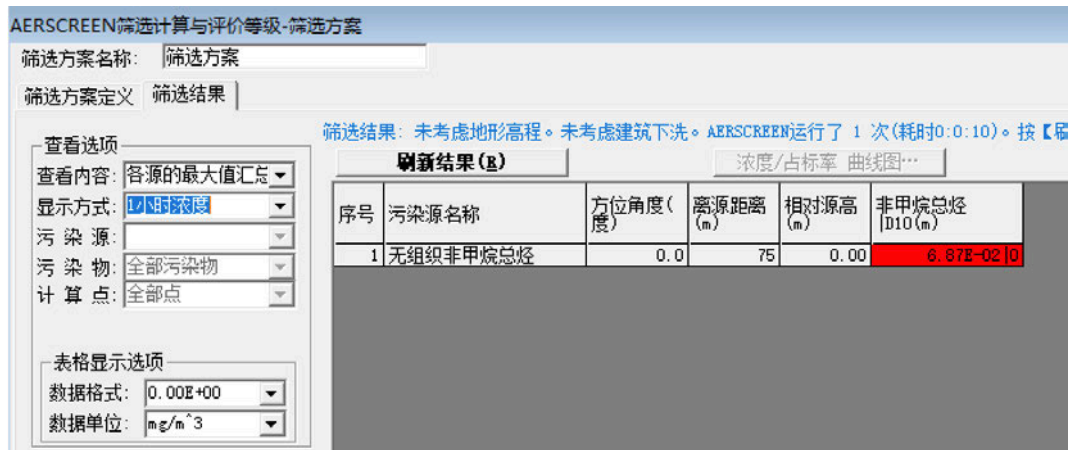 AERSCREEN筛选计算与评价等级-筛选方案
筛选方案名称: 筛选方案
筛选方案定义 筛选结果
筛选结果: 未考虑地形高程。未考虑建筑下洗。AERSCREEN运行了 1 次(耗时0:0:10)。按【刷
查看选项
刷新结果(R) 浓度/占标率 曲线图…
查看内容: 各源的最大值汇总
显示方式: 1小时浓度
污 染 源:
污 染 物: 全部污染物
计 算 点: 全部点
序号 污染源名称 方位角度(度) 离源距离(m) 相对源高(m) 非甲烷总烃|D10(m)
1 无组织非甲烷总烃 0.0 75 0.00 6.87E-02|0
表格显示选项
数据格式: 0.00E+00
数据单位: mg/m^3